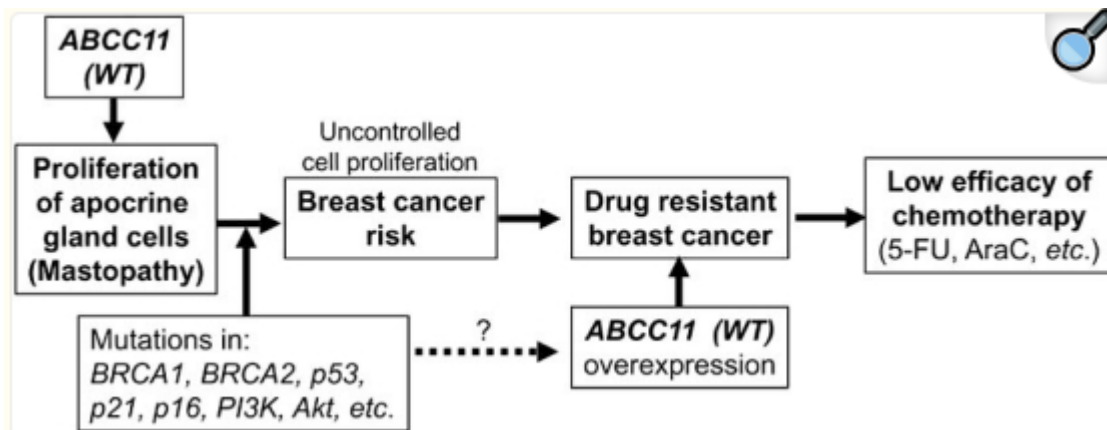 ABCC11
(WT)
Proliferation
of apocrine
gland cells
(Mastopathy)
Uncontrolled
cell proliferation
Breast cancer
risk
Drug resistant
breast cancer
Low efficacy of
chemotherapy
(5-FU, AraC, etc.)
Mutations in:
BRCA1, BRCA2, p53,
p21, p16, PI3K, Akt, etc.
?
ABCC11 (WT)
overexpression